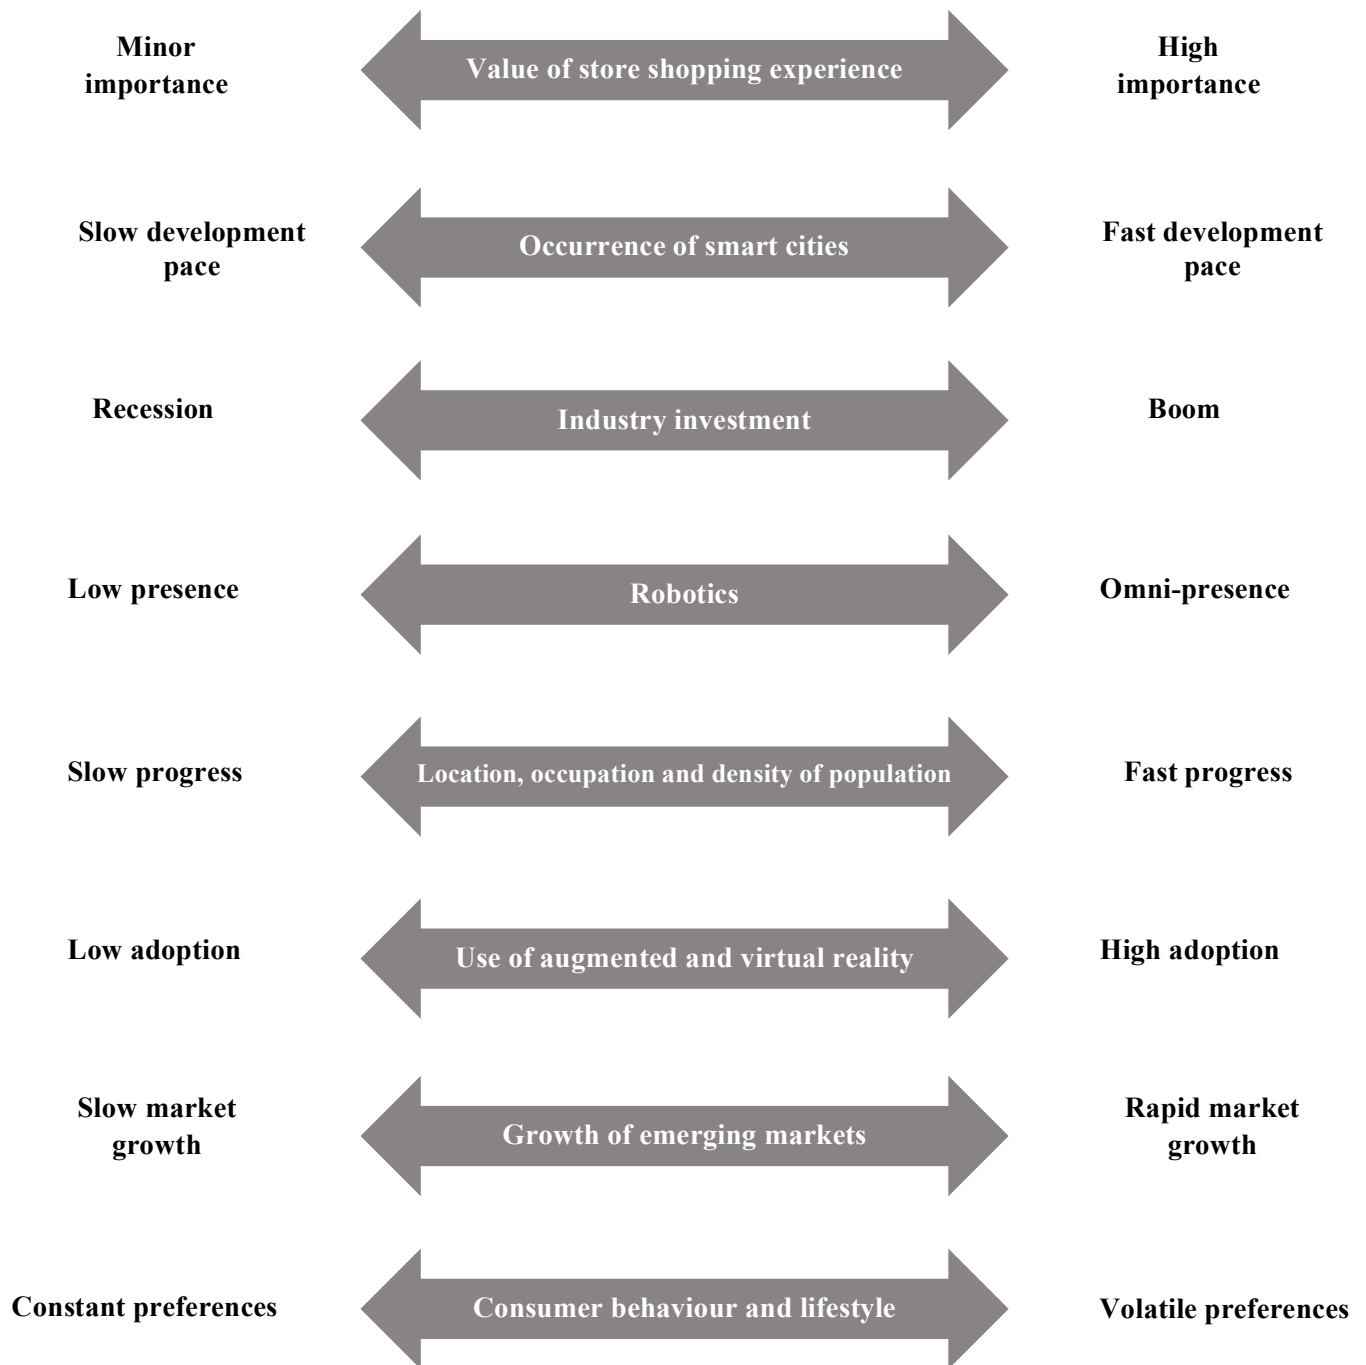 Minor
importance
Value of store shopping experience
High
importance
Slow development
pace
Occurrence of smart cities
Fast development
pace
Recession
Industry investment
Boom
Low presence
Robotics
Omni-presence
Slow progress
Location, occupation and density of population
Fast progress
Low adoption
Use of augmented and virtual reality
High adoption
Slow market
growth
Growth of emerging markets
Rapid market
growth
Constant preferences
Consumer behaviour and lifestyle
Volatile preferences